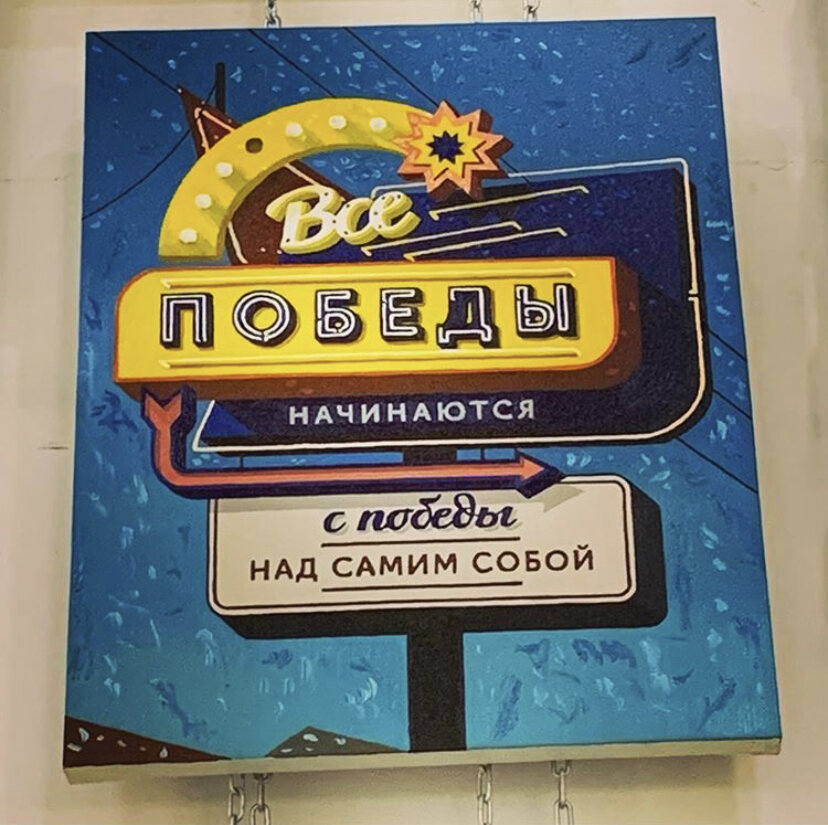 Все
ПОБЕДЫ
НАЧИНАЮТСЯ
с победы
НАД САМИМ СОБОЙ